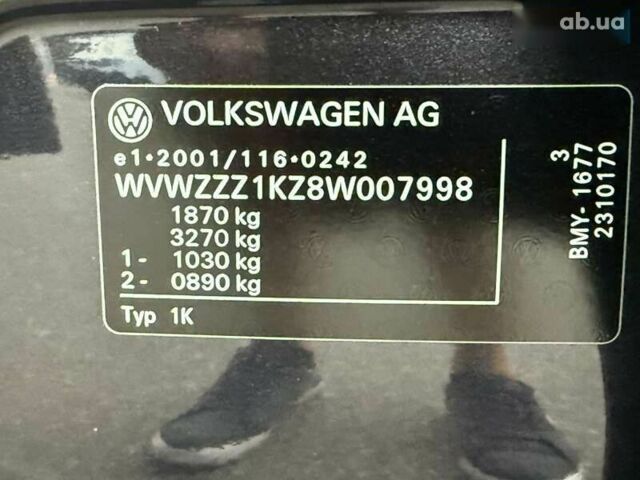 ab.ua
VOLKSWAGEN AG
e1*2001/116*0242
WVWZZZ1KZ8W007998
1870 kg
3270 kg
1- 1030 kg
2- 0890 kg
Typ 1K
3
BMY-1677
2310170